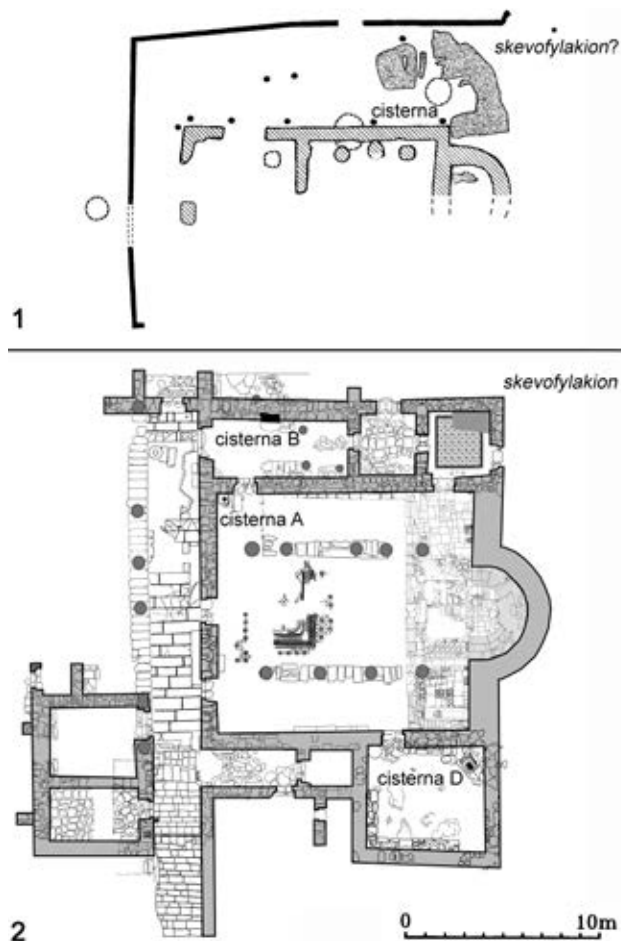 skevofylakion?
cisterna
1
skevofylakion
cisterna B
cisterna A
cisterna D
2
0 10m